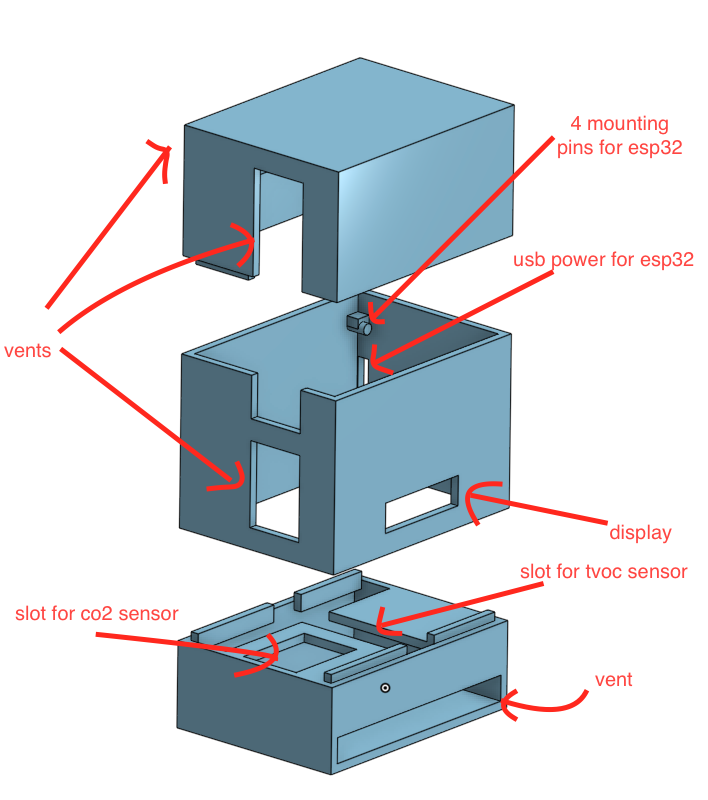 4 mounting
pins for esp32
usb power for esp32
vents
display
slot for tvoc sensor
slot for co2 sensor
vent